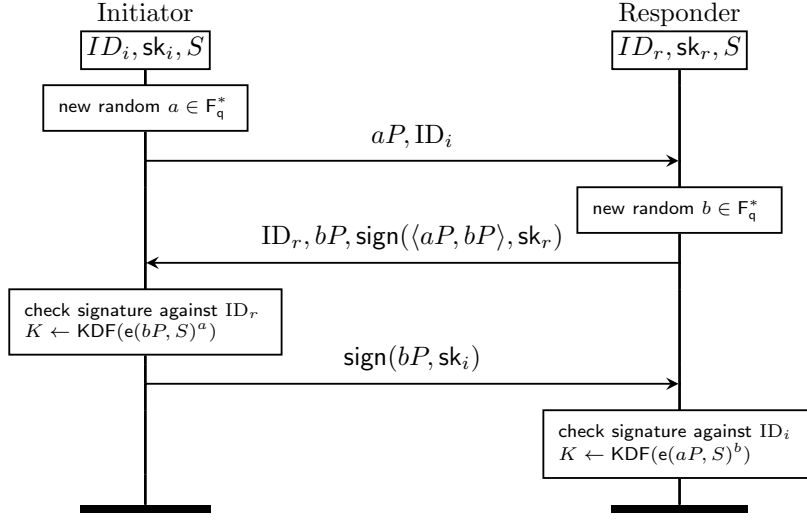 Initiator
Responder
ID_i, sk_i, S
ID_r, sk_r, S
new random a ∈ F_q^*
aP, ID_i
new random b ∈ F_q^*
ID_r, bP, sign(⟨aP, bP⟩, sk_r)
check signature against ID_r
K ← KDF(e(bP, S)^a)
sign(bP, sk_i)
check signature against ID_i
K ← KDF(e(aP, S)^b)